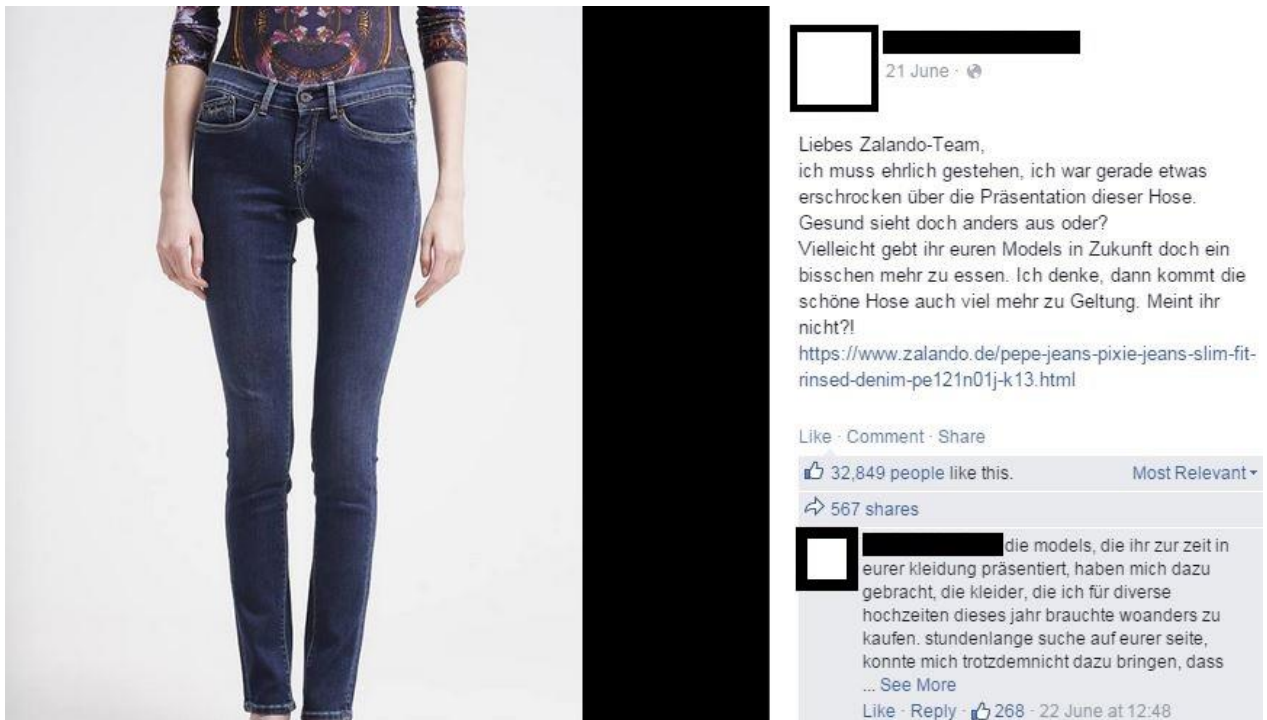 21 June ·
Liebes Zalando-Team,
ich muss ehrlich gestehen, ich war gerade etwas
erschrocken über die Präsentation dieser Hose.
Gesund sieht doch anders aus oder?
Vielleicht gebt ihr euren Models in Zukunft doch ein
bisschen mehr zu essen. Ich denke, dann kommt die
schöne Hose auch viel mehr zu Geltung. Meint ihr
nicht?!
https://www.zalando.de/pepe-jeans-pixie-jeans-slim-fit-
rinsed-denim-pe121n01j-k13.html
Like · Comment · Share
32,849 people like this. Most Relevant
567 shares
die models, die ihr zur zeit in
eurer kleidung präsentiert, haben mich dazu
gebracht, die kleider, die ich für diverse
hochzeiten dieses jahr brauchte woanders zu
kaufen. stundenlange suche auf eurer seite,
konnte mich trotzdemnicht dazu bringen, dass
... See More
Like · Reply · 268 · 22 June at 12:48